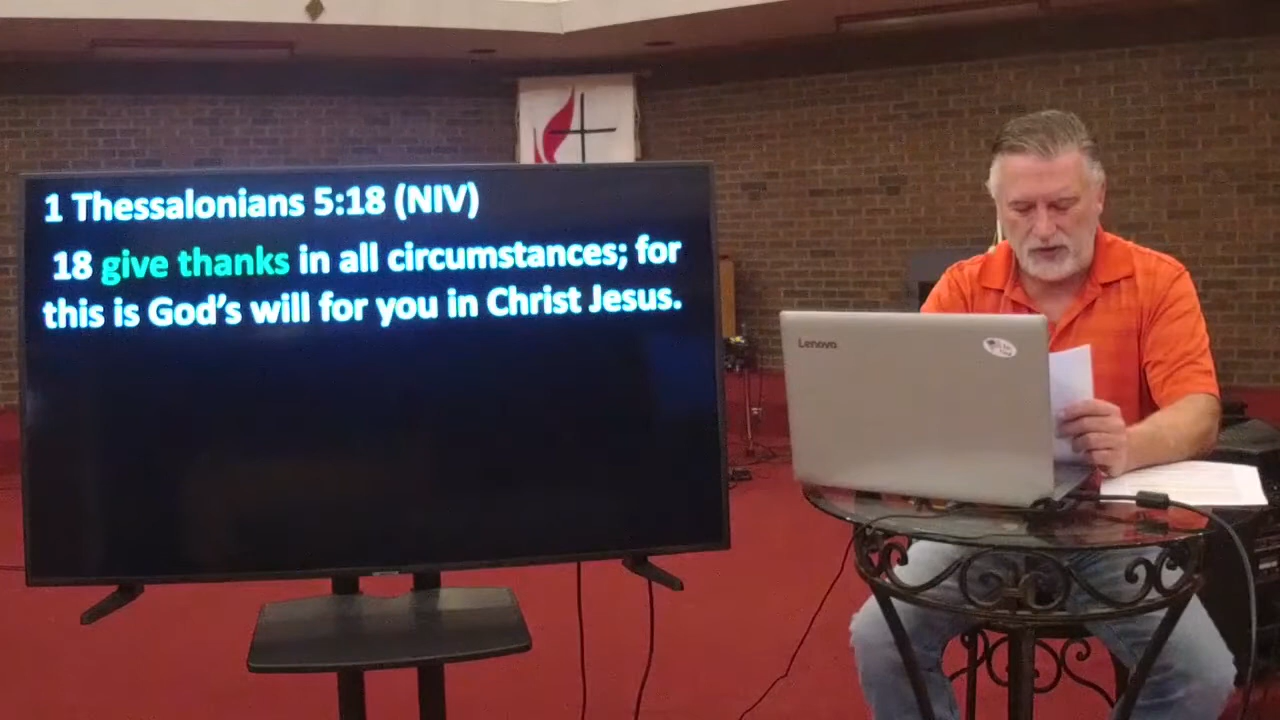 1 Thessalonians 5:18 (NIV)
18 give thanks in all circumstances; for
this is God's will for you in Christ Jesus.
Lenovo